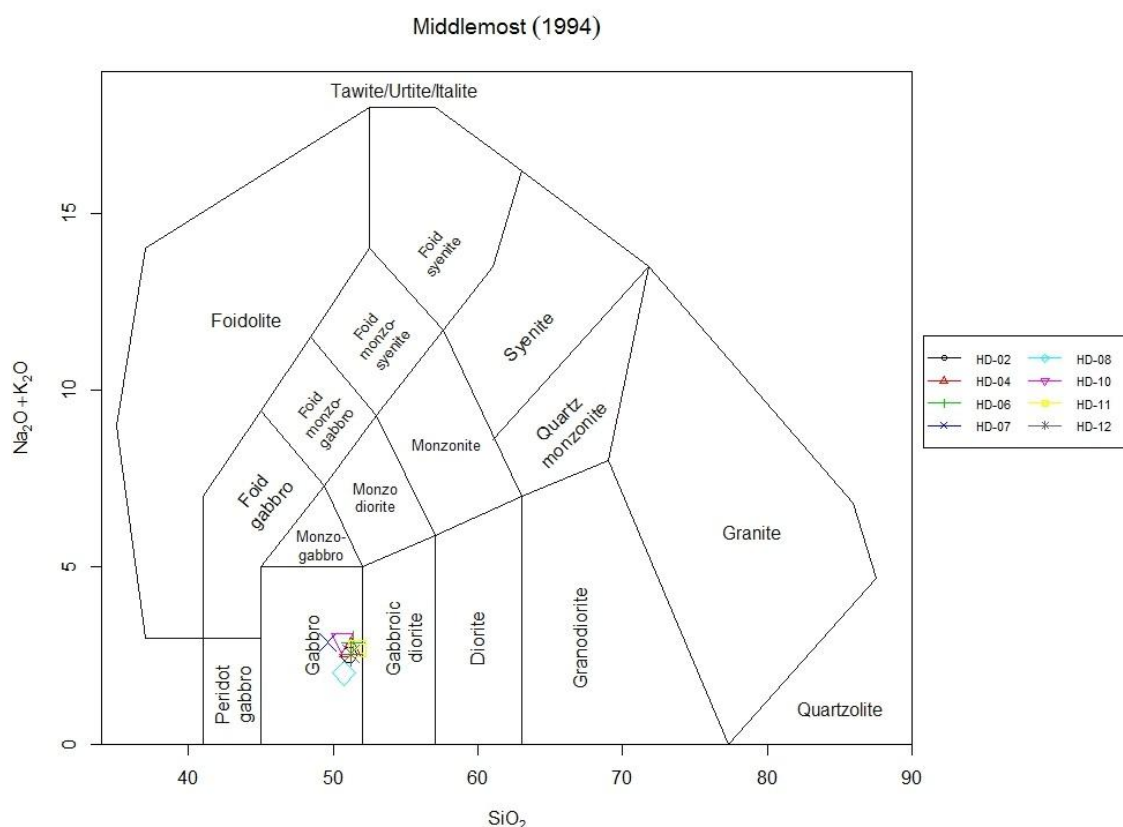 Middlemost (1994)
Tawite/Urtite/Italite
Foid
syenite
Foidolite
Foid
monzo-
syenite
Syenite
Foid
monzo-
gabbro
Quartz
monzonite
Monzonite
Foid
gabbro
Monzo
diorite
Monzo-
gabbro
Granite
Peridot
gabbro
Gabbro
Gabbroic
diorite
Diorite
Granodiorite
Quartzolite
Na₂O + K₂O
0
5
10
15
40
50
60
70
80
90
SiO₂
HD-02
HD-04
HD-06
HD-07
HD-08
HD-10
HD-11
HD-12